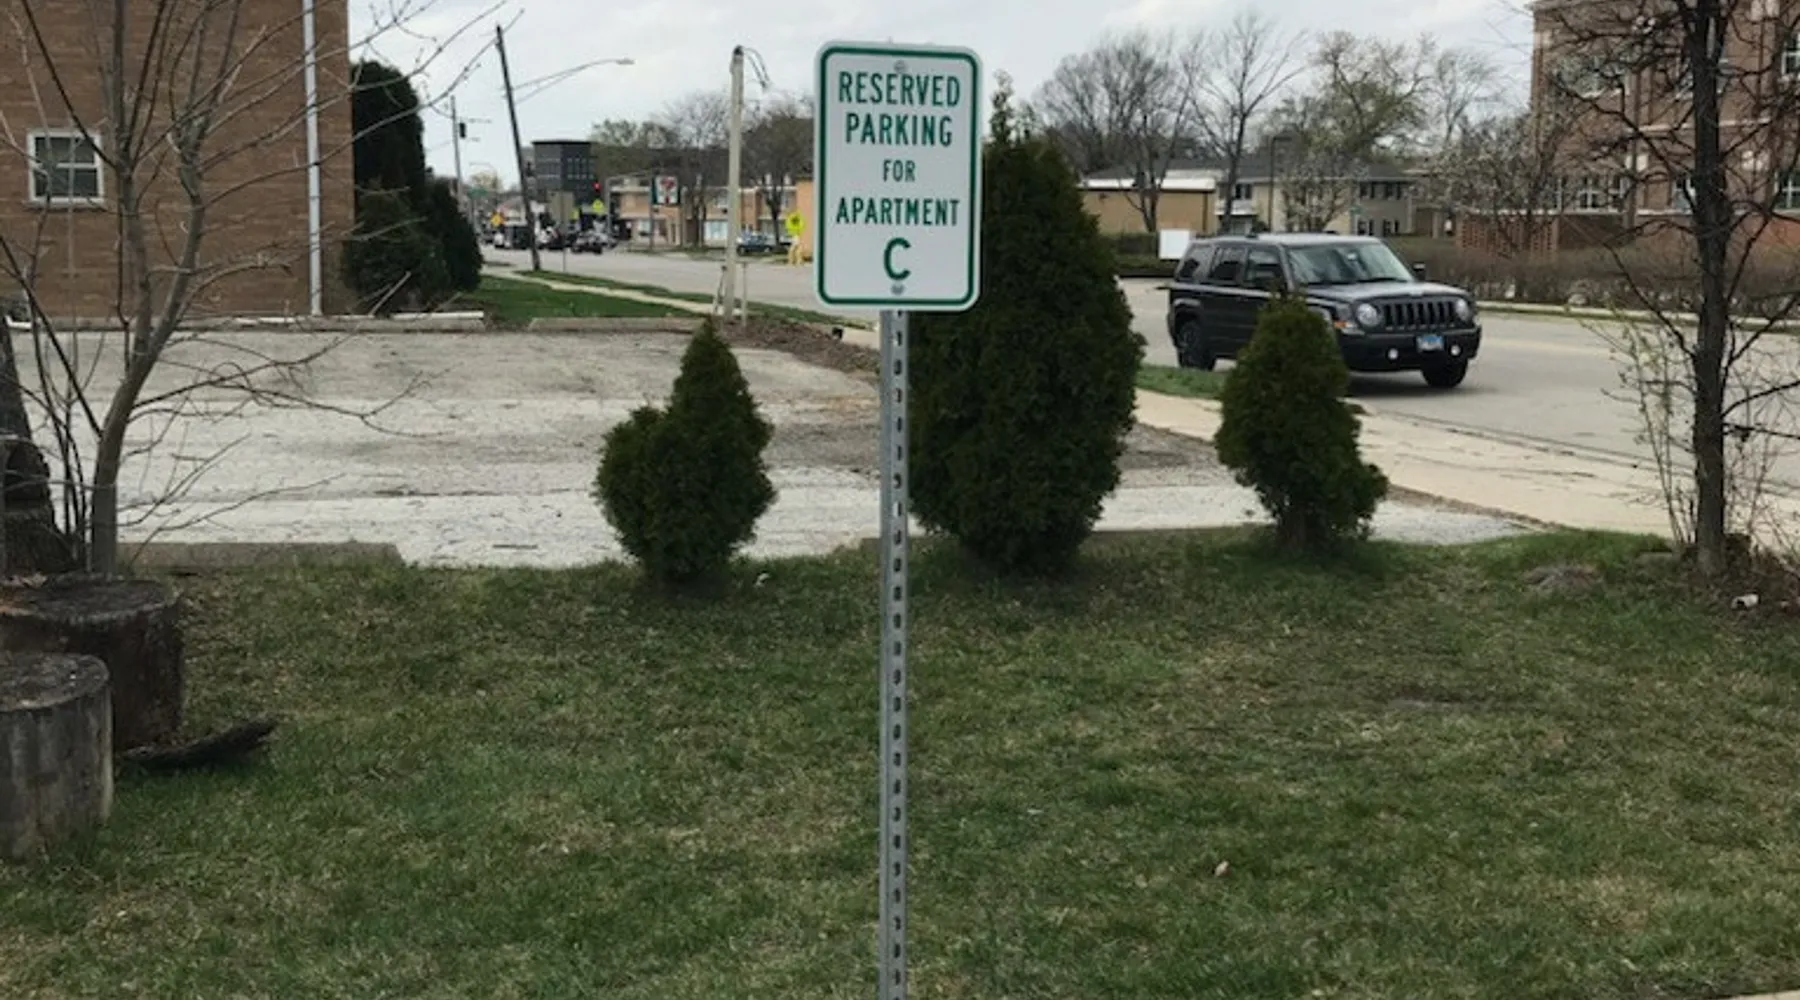 RESERVED
PARKING
FOR
APARTMENT
C